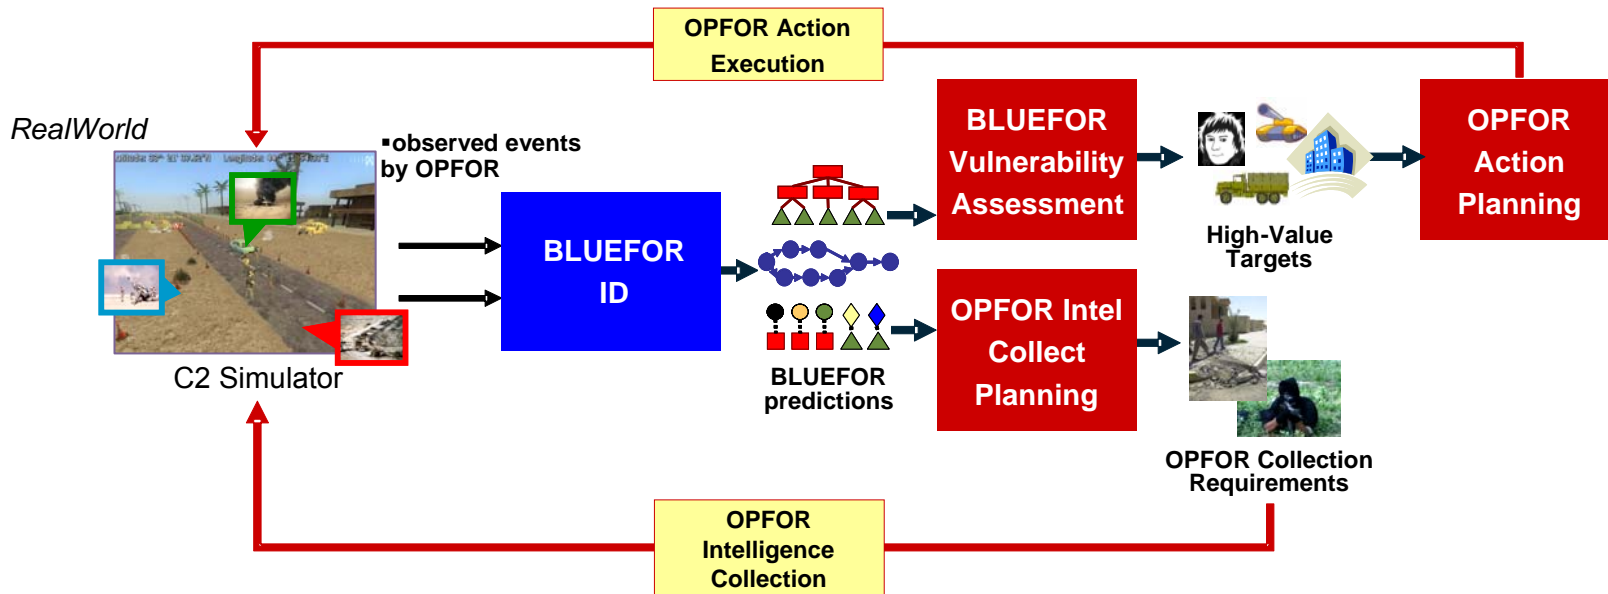 OPFOR Action
Execution
RealWorld
▪observed events
by OPFOR
C2 Simulator
BLUEFOR
ID
BLUEFOR
predictions
BLUEFOR
Vulnerability
Assessment
High-Value
Targets
OPFOR
Action
Planning
OPFOR Intel
Collect
Planning
OPFOR Collection
Requirements
OPFOR
Intelligence
Collection